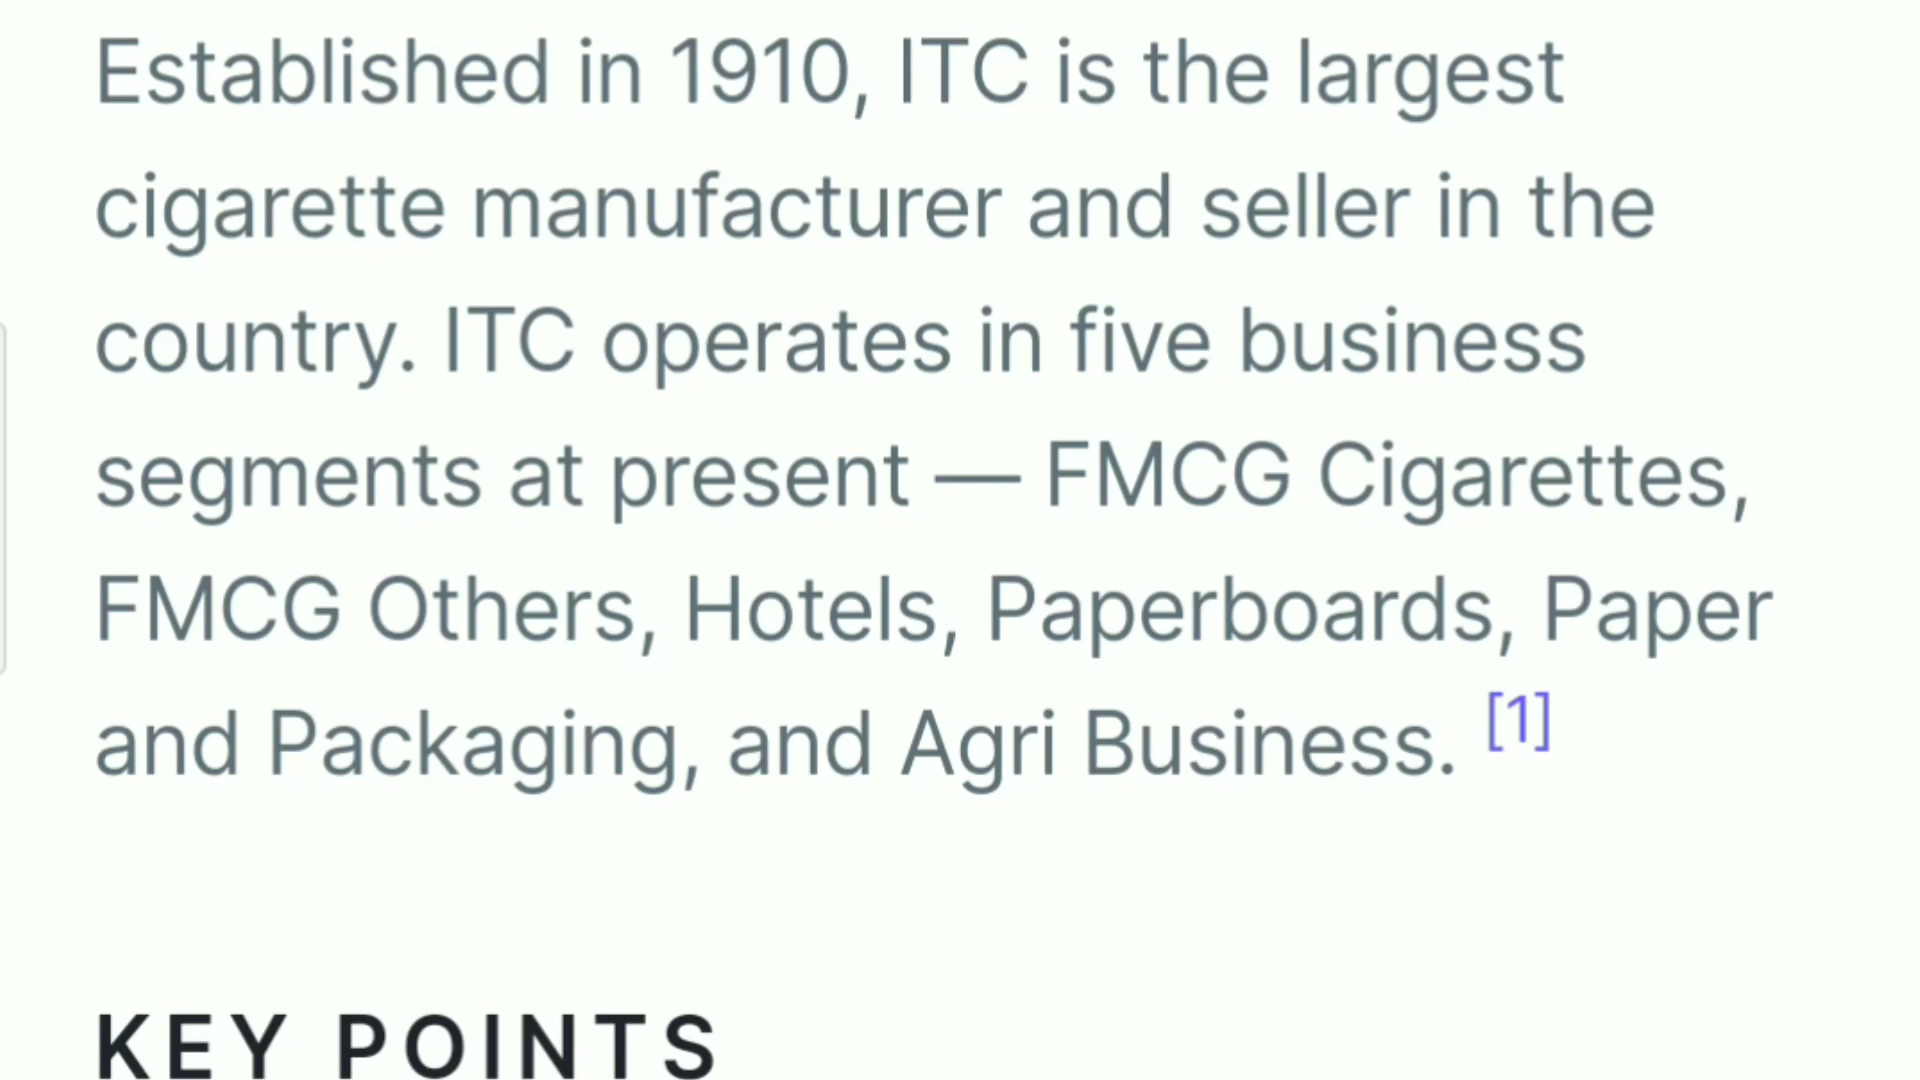 Established in 1910, ITC is the largest
cigarette manufacturer and seller in the
country. ITC operates in five business
segments at present — FMCG Cigarettes,
FMCG Others, Hotels, Paperboards, Paper
and Packaging, and Agri Business. [1]
KEY POINTS